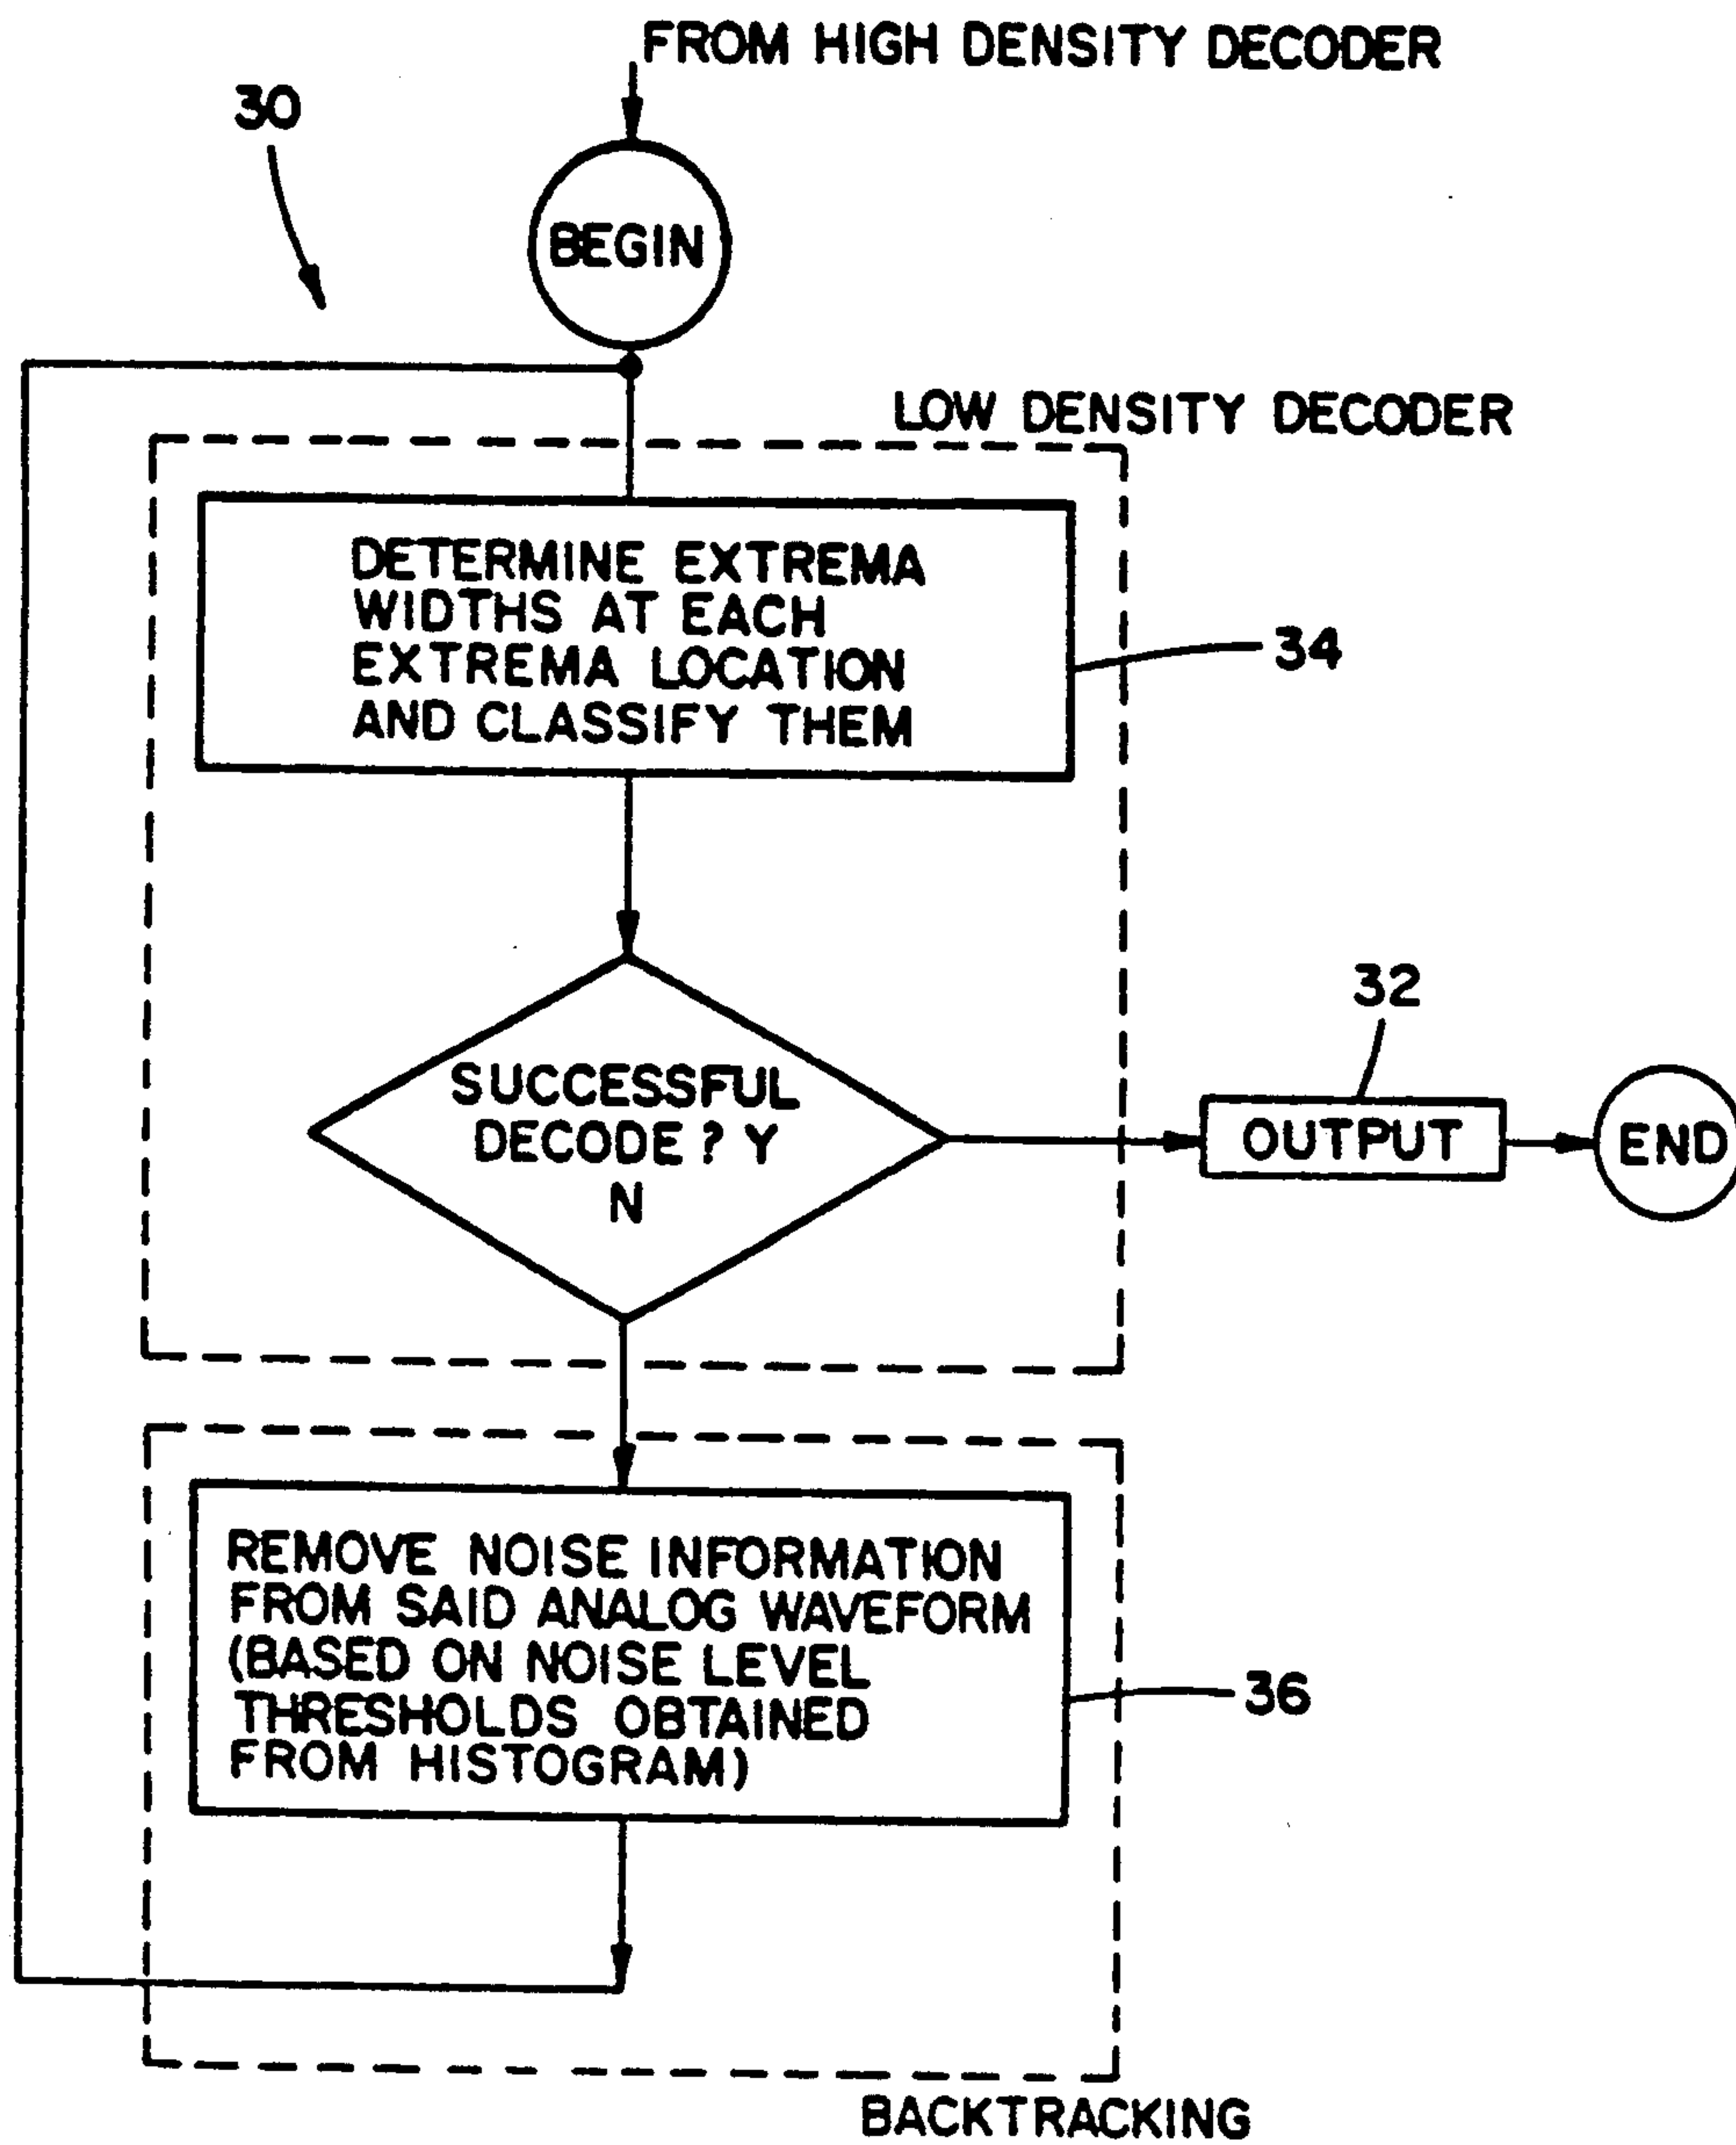 FROM HIGH DENSITY DECODER
30
BEGIN
LOW DENSITY DECODER
DETERMINE EXTREMA
WIDTHS AT EACH
EXTREMA LOCATION
AND CLASSIFY THEM
34
SUCCESSFUL
DECODE? Y
N
32
OUTPUT
END
REMOVE NOISE INFORMATION
FROM SAID ANALOG WAVEFORM
(BASED ON NOISE LEVEL
THRESHOLDS OBTAINED
FROM HISTOGRAM)
36
BACKTRACKING